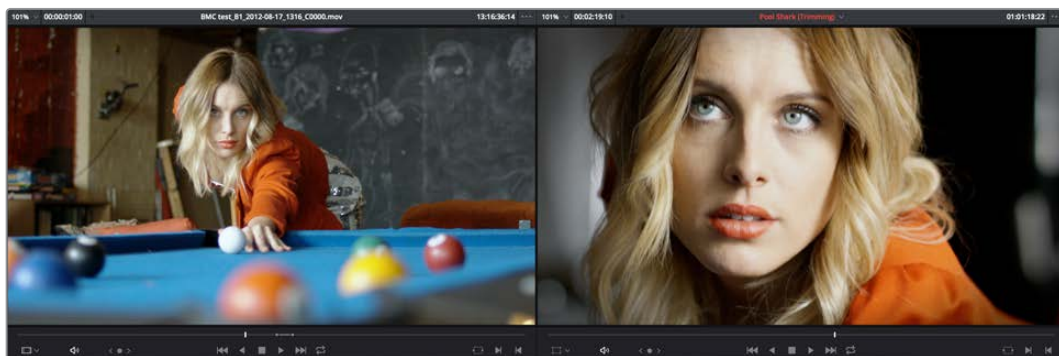 101% 00:00:01:00 BMC test_B1_2012-08-17_1316_C0000.mov 13:16:36:14
101% 00:02:19:10 Pool Shark (Trimming) 01:01:18:22